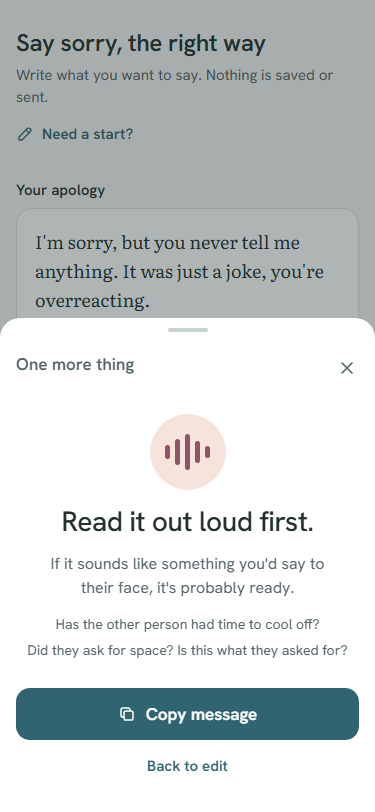 Say sorry, the right way
Write what you want to say. Nothing is saved or
sent.
Need a start?
Your apology
I'm sorry, but you never tell me
anything. It was just a joke, you're
overreacting.
One more thing
Read it out loud first.
If it sounds like something you'd say to
their face, it's probably ready.
Has the other person had time to cool off?
Did they ask for space? Is this what they asked for?
Copy message
Back to edit